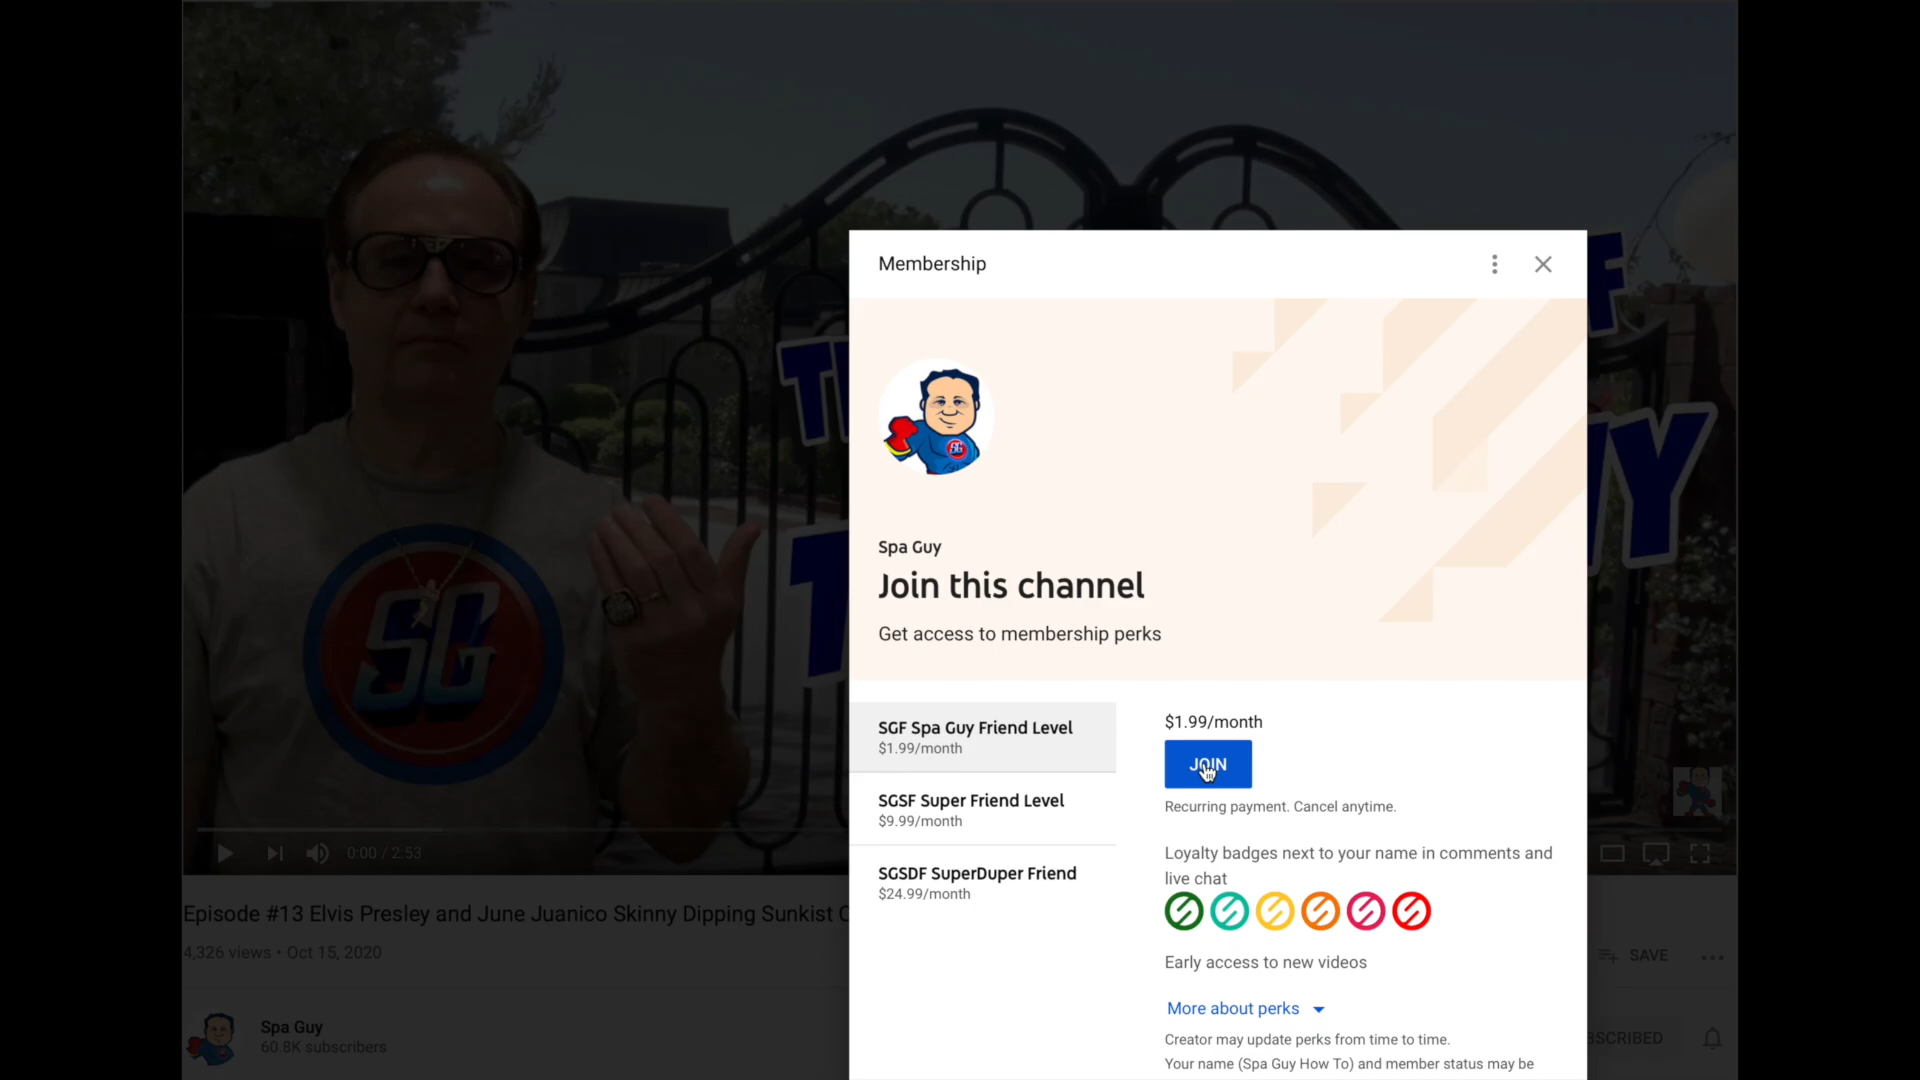 Membership
Spa Guy
Join this channel
Get access to membership perks
SGF Spa Guy Friend Level
$1.99/month
SGSF Super Friend Level
$9.99/month
SGSDF SuperDuper Friend
$24.99/month
$1.99/month
JOIN
Recurring payment. Cancel anytime.
Loyalty badges next to your name in comments and
live chat
Early access to new videos
More about perks
Creator may update perks from time to time.
Your name (Spa Guy How To) and member status may be
SG
0:00 / 2:53
Episode #13 Elvis Presley and June Juanico Skinny Dipping Sunkist
4,326 views • Oct 15, 2020
SAVE
Spa Guy
60.8K subscribers